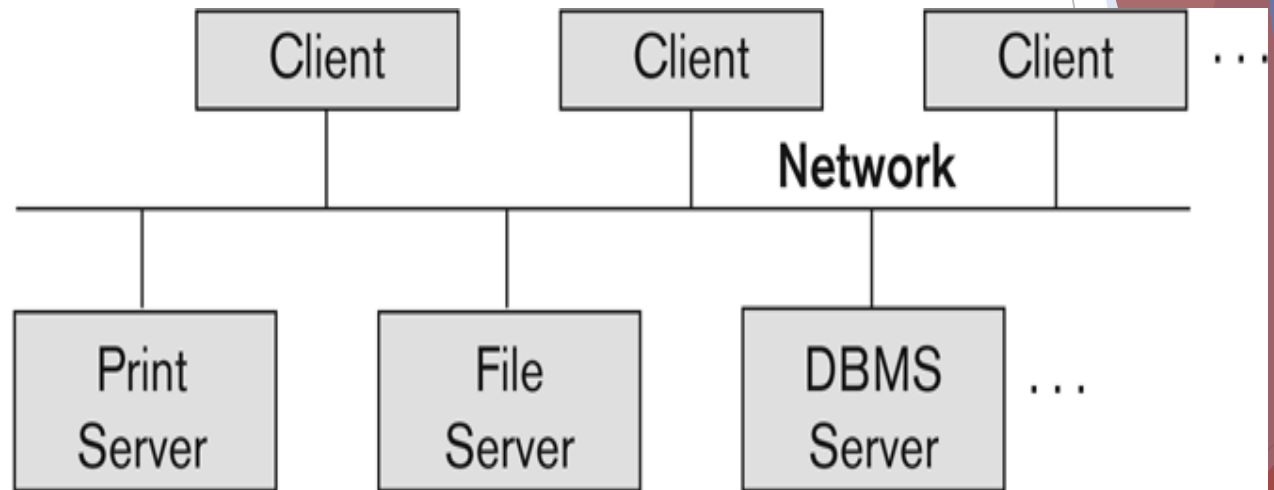 Client Client Client ...
Network
Print Server File Server DBMS Server ...